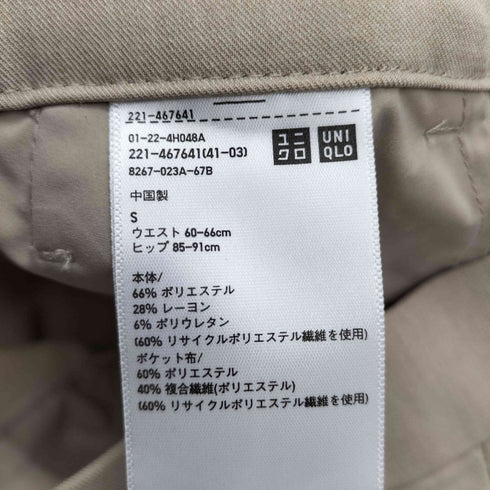 221-467641
01-22-4H048A
221-467641(41-03)
8267-023A-67B
ユニクロ
UNIQLO
中国製
S
ウエスト 60-66cm
ヒップ 85-91cm
本体/
66% ポリエステル
28% レーヨン
6% ポリウレタン
(60% リサイクルポリエステル繊維を使用)
ポケット布/
60% ポリエステル
40% 複合繊維(ポリエステル)
(60% リサイクルポリエステル繊維を使用)